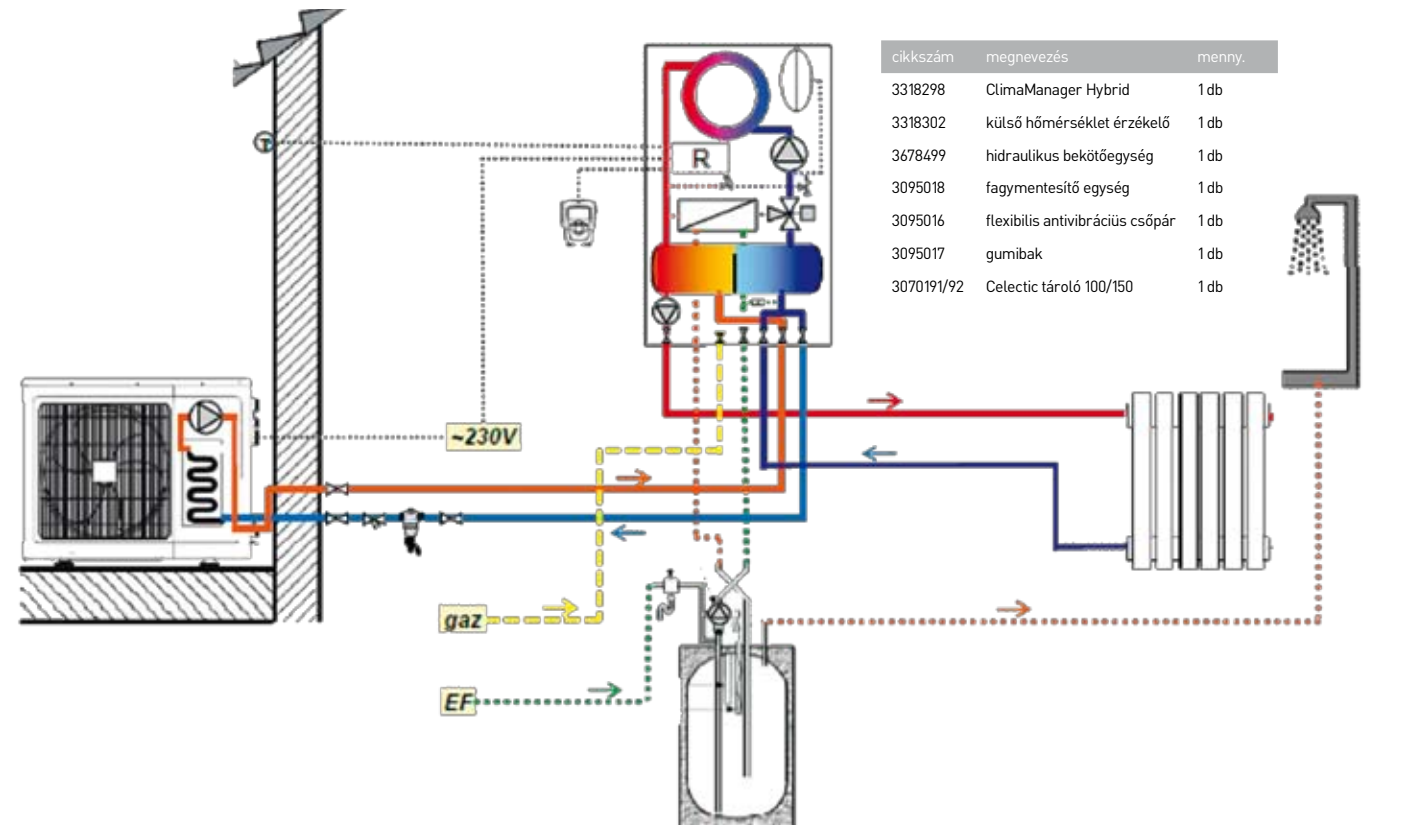 cikkszám megnevezés menny.
3318298 ClimaManager Hybrid 1 db
3318302 külső hőmérséklet érzékelő 1 db
3678499 hidraulikus bekötőegység 1 db
3095018 fagymentesítő egység 1 db
3095016 flexibilis antivibráciüs csőpár 1 db
3095017 gumibak 1 db
3070191/92 Celectic tároló 100/150 1 db
T
R
~230V
gaz
EF